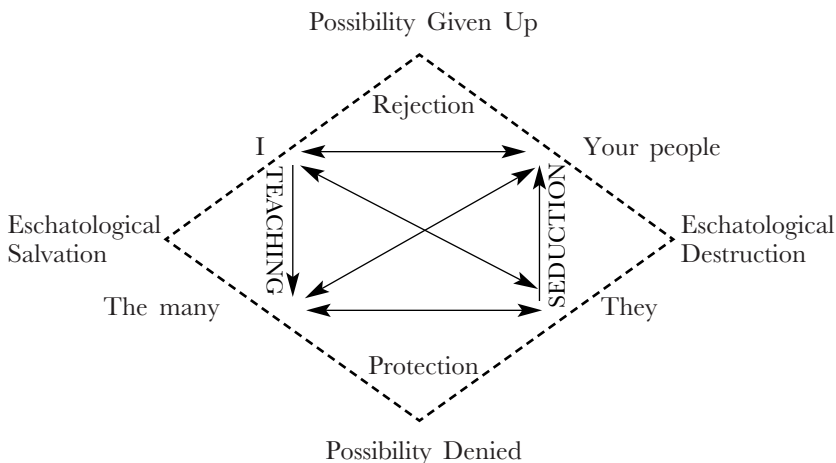 Possibility Given Up
Rejection
I
Your people
TEACHING
SEDUCTION
Eschatological
Salvation
Eschatological
Destruction
The many
They
Protection
Possibility Denied